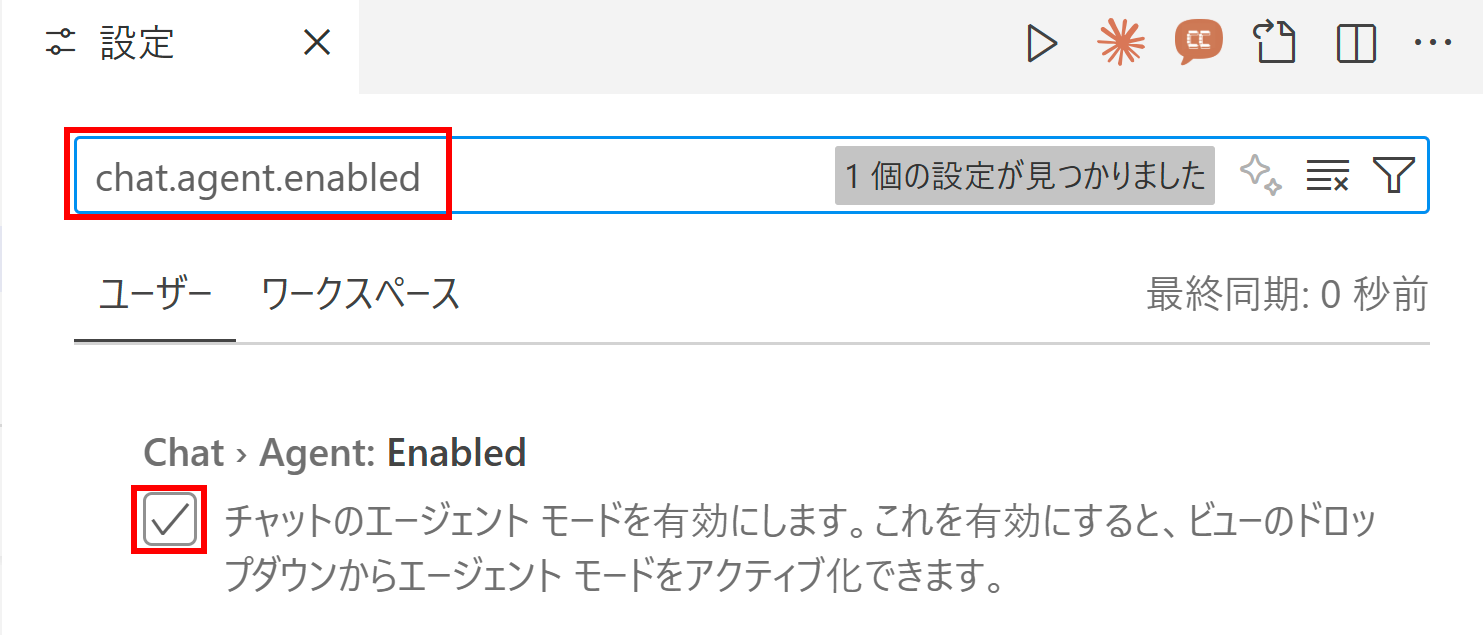 設定
CC
chat.agent.enabled
1 個の設定が見つかりました
ユーザー ワークスペース 最終同期: 0 秒前
Chat › Agent: Enabled
チャットのエージェント モードを有効にします。これを有効にすると、ビューのドロッ
プダウンからエージェント モードをアクティブ化できます。